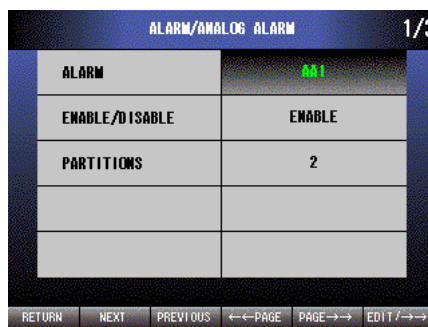 ALARM/ANALOG ALARM 1/3
ALARM AA1
ENABLE/DISABLE ENABLE
PARTITIONS 2
RETURN NEXT PREVIOUS ←←PAGE PAGE→→ EDIT/→→